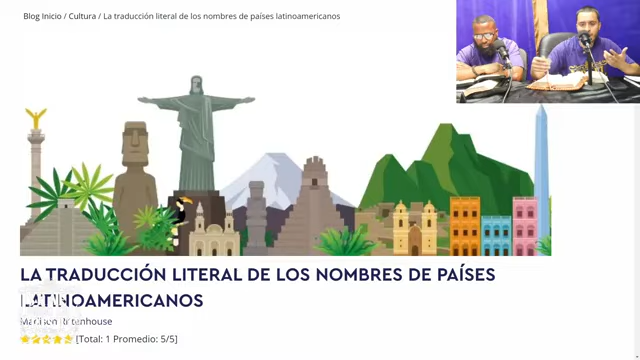 Blog Inicio / Cultura / La traducción literal de los nombres de países latinoamericanos
LA TRADUCCIÓN LITERAL DE LOS NOMBRES DE PAÍSES
LATINOAMERICANOS
[Total: 1 Promedio: 5/5]